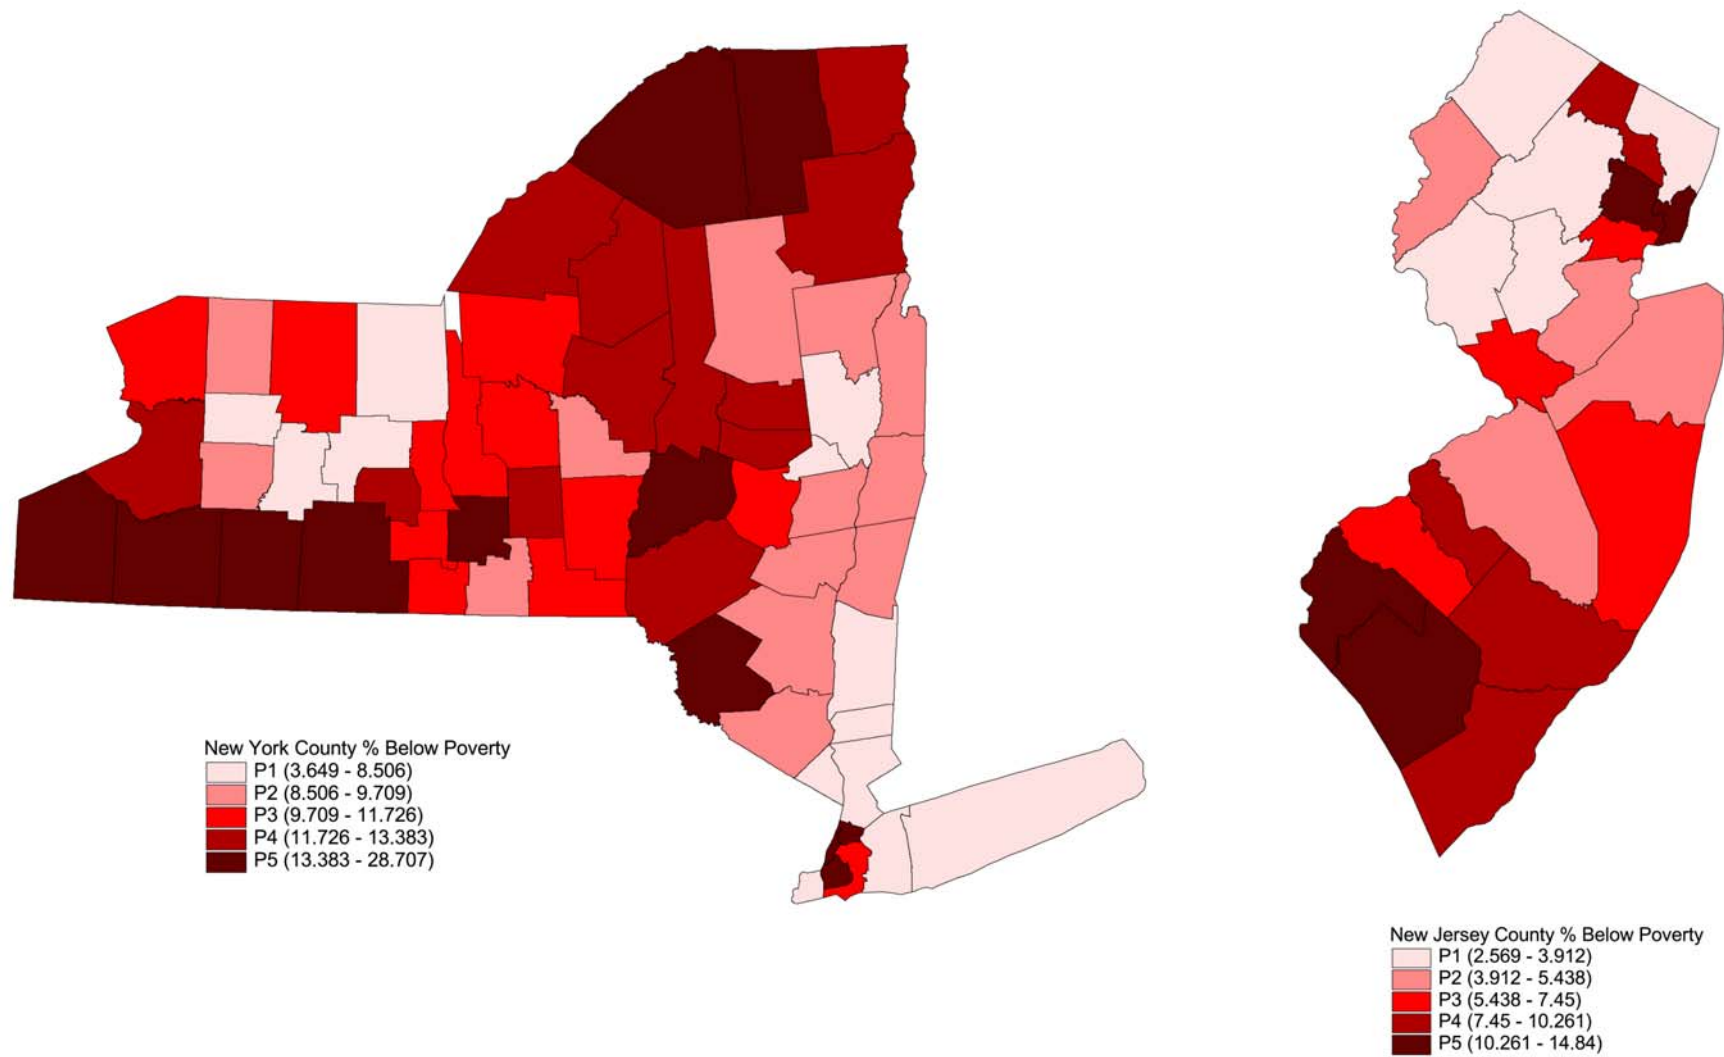 New York County % Below Poverty
P1 (3.649 - 8.506)
P2 (8.506 - 9.709)
P3 (9.709 - 11.726)
P4 (11.726 - 13.383)
P5 (13.383 - 28.707)
New Jersey County % Below Poverty
P1 (2.569 - 3.912)
P2 (3.912 - 5.438)
P3 (5.438 - 7.45)
P4 (7.45 - 10.261)
P5 (10.261 - 14.84)